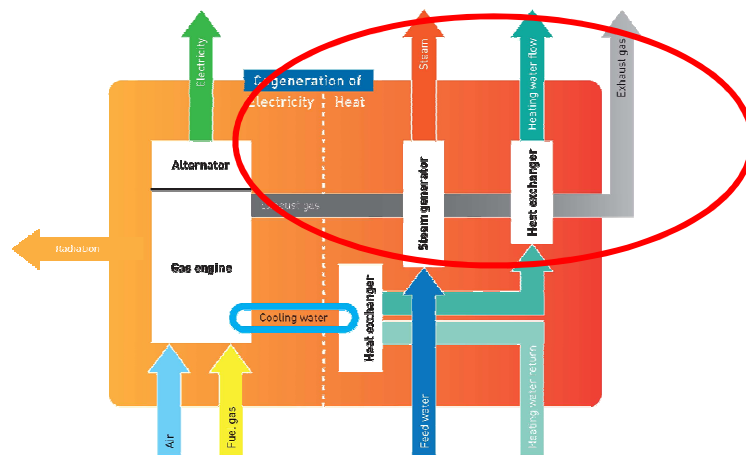 Electricity
Steam
Heating water flow
Exhaust gas
Cogeneration of
Electricity
Heat
Alternator
Exhaust gas
Steam generator
Heat exchanger
Radiation
Gas engine
Cooling water
Heat exchanger
Air
Fuel gas
Feed water
Heating water return